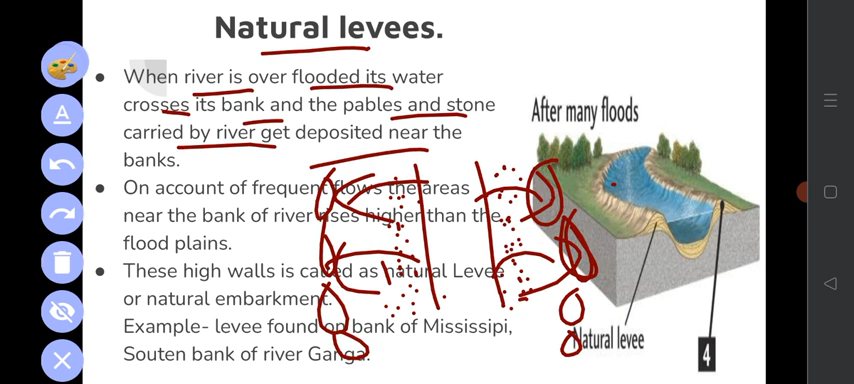 Natural levees.
When river is over flooded its water
crosses its bank and the pables and stone
carried by river get deposited near the
banks.
On account of frequent flows the areas
near the bank of river rises higher than the
flood plains.
These high walls is called as natural Levee
or natural embarkment.
Example- levee found on bank of Mississipi,
Souten bank of river Ganga.
After many floods
Natural levee
4
A